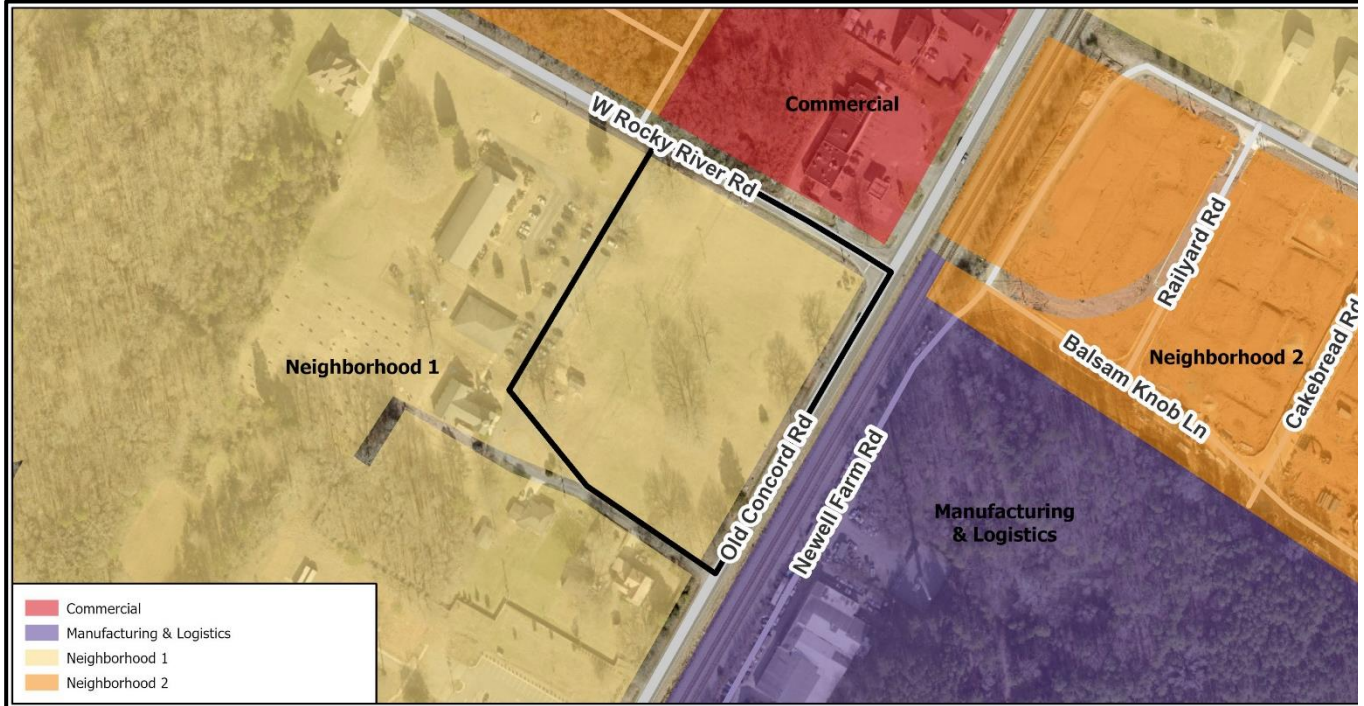 Commercial
W Rocky River Rd
Railyard Rd
Neighborhood 1
Balsam Knob Ln
Neighborhood 2
Cakebread Rd
Old Concord Rd
Newell Farm Rd
Manufacturing
& Logistics
Commercial
Manufacturing & Logistics
Neighborhood 1
Neighborhood 2